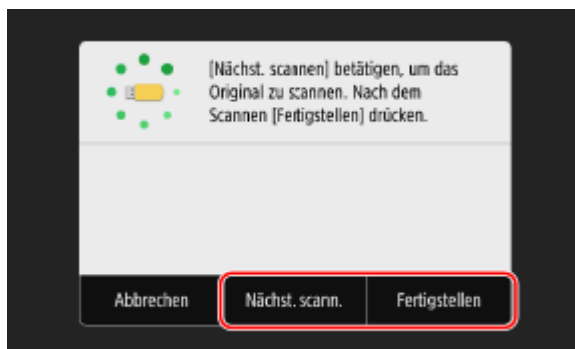 [Nächst. scannen] betätigen, um das
Original zu scannen. Nach dem
Scannen [Fertigstellen] drücken.
Abbrechen Nächst. scann. Fertigstellen